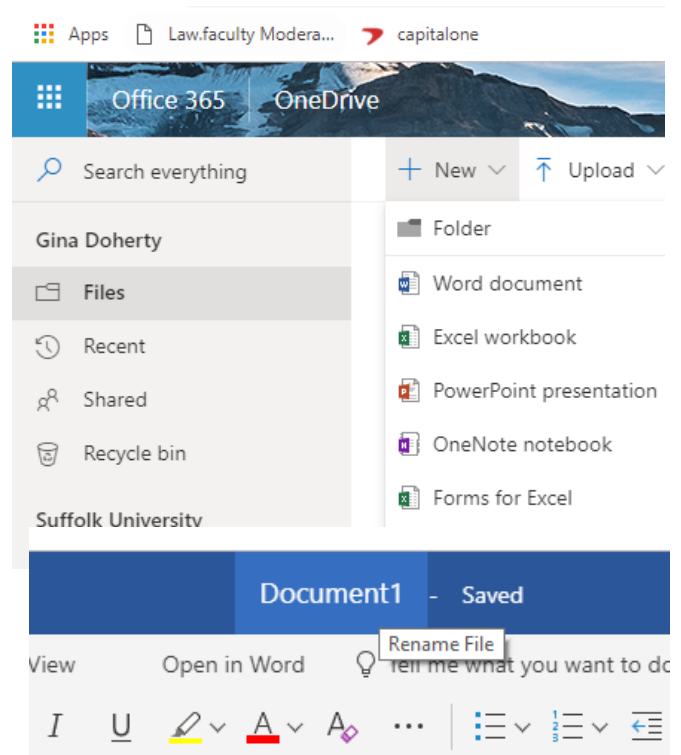 Apps Law.faculty Modera... capitalone
Office 365 OneDrive
Search everything
New Upload
Gina Doherty
Files
Recent
Shared
Recycle bin
Suffolk University
Folder
Word document
Excel workbook
PowerPoint presentation
OneNote notebook
Forms for Excel
Document1 - Saved
Rename File
View Open in Word Tell me what you want to do
I U A A ...